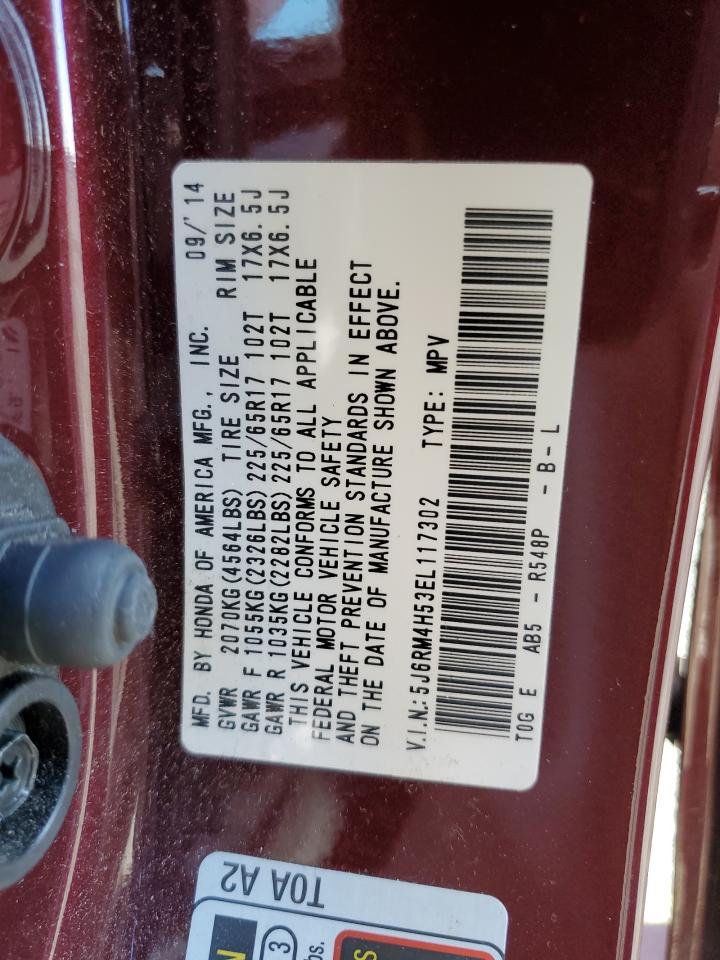 MFD. BY HONDA OF AMERICA MFG., INC. 09/'14
GVWR 2070KG(4564LBS) TIRE SIZE RIM SIZE
GAWR F 1055KG(2326LBS) 225/65R17 102T 17X6.5J
GAWR R 1035KG(2282LBS) 225/65R17 102T 17X6.5J
THIS VEHICLE CONFORMS TO ALL APPLICABLE
FEDERAL MOTOR VEHICLE SAFETY
AND THEFT PREVENTION STANDARDS IN EFFECT
ON THE DATE OF MANUFACTURE SHOWN ABOVE.
V.I.N.: 5J6RM4H53EL117302 TYPE: MPV
T0G E AB5 - R548P - B - L
T0A A2
N
3
bs.
S